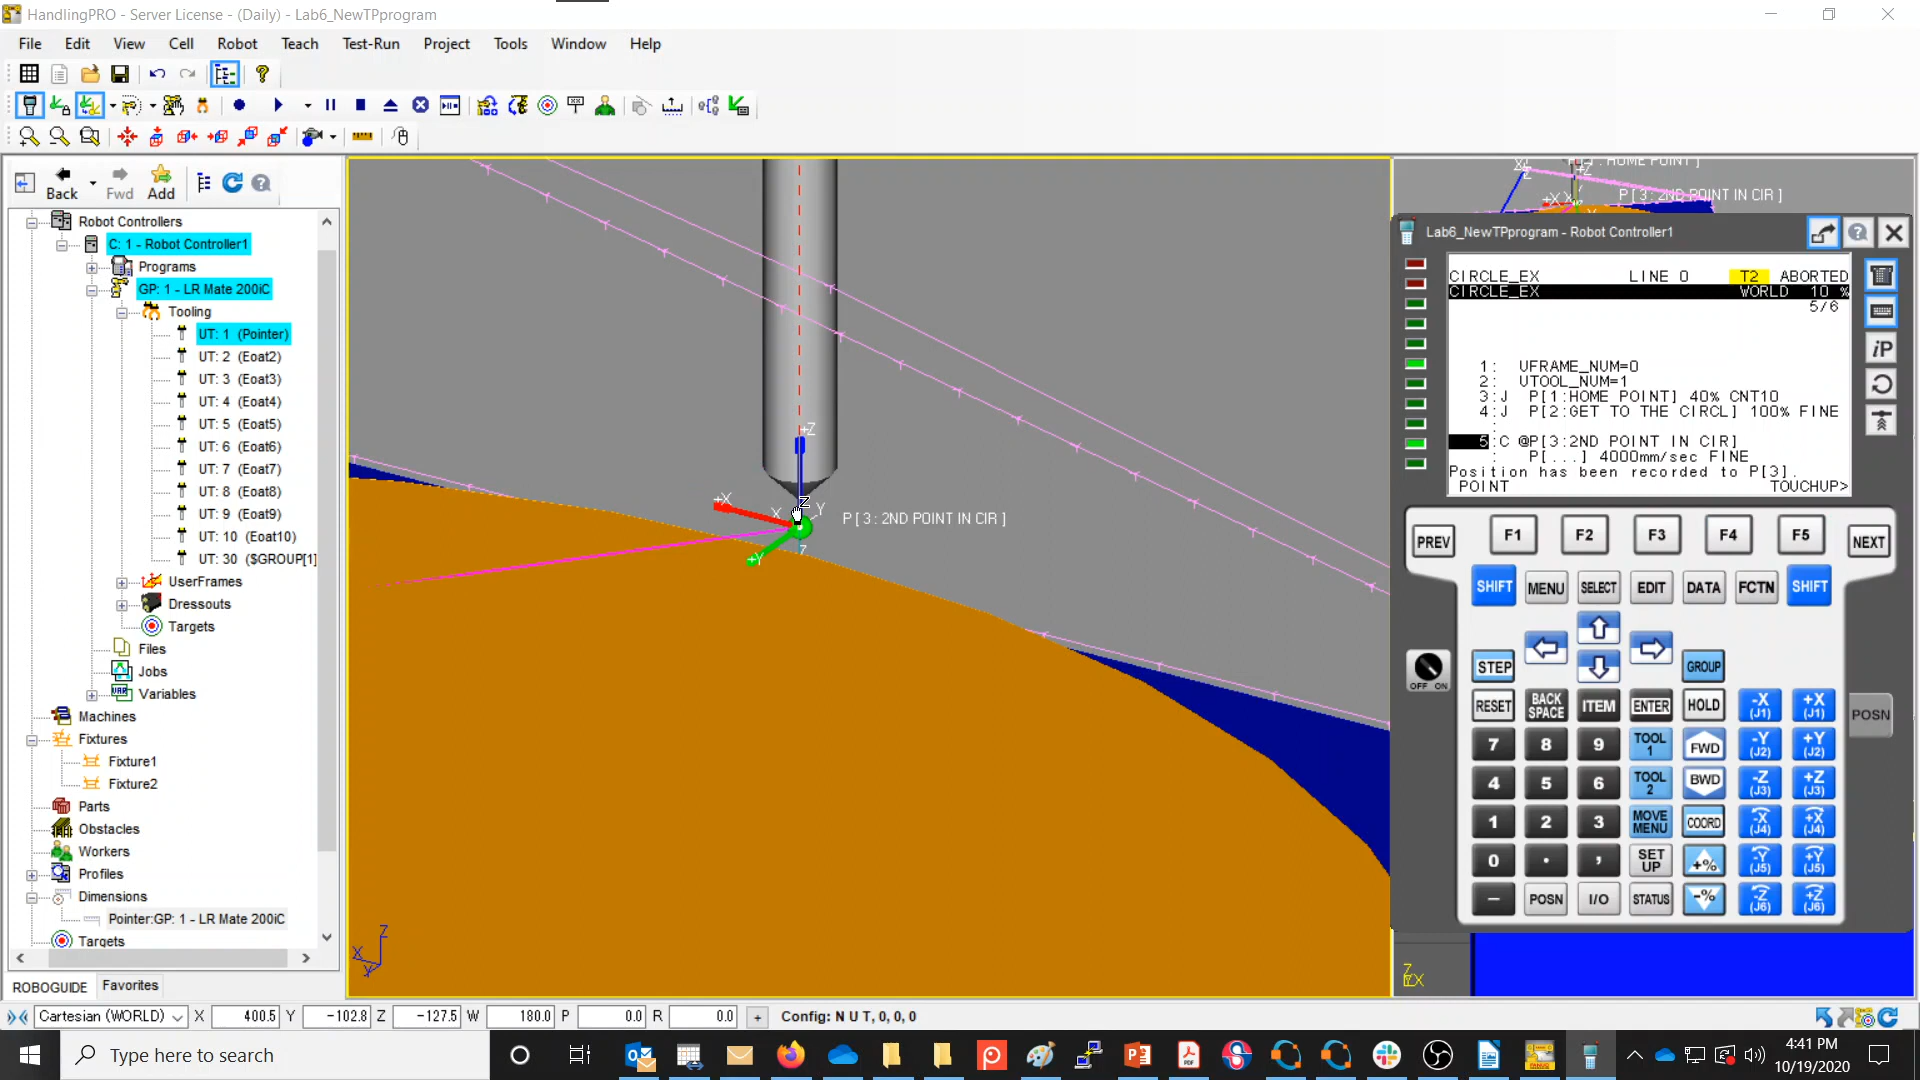 HandlingPRO - Server License - (Daily) - Lab6_NewTPprogram
File Edit View Cell Robot Teach Test-Run Project Tools Window Help
Back Fwd Add
Robot Controllers
C: 1 - Robot Controller1
Programs
GP: 1 - LR Mate 200iC
Tooling
UT: 1 (Pointer)
UT: 2 (Eoat2)
UT: 3 (Eoat3)
UT: 4 (Eoat4)
UT: 5 (Eoat5)
UT: 6 (Eoat6)
UT: 7 (Eoat7)
UT: 8 (Eoat8)
UT: 9 (Eoat9)
UT: 10 (Eoat10)
UT: 30 ($GROUP[1]
UserFrames
Dressouts
Targets
Files
Jobs
Variables
Machines
Fixtures
Fixture1
Fixture2
Parts
Obstacles
Workers
Profiles
Dimensions
Pointer:GP: 1 - LR Mate 200iC
Targets
ROBOGUIDE Favorites
+Z
+X
X
Z
Y
P[3:2ND POINT IN CIR]
+Y
Z
X
Y
P[3:2ND POINT IN CIR]
Lab6_NewTPprogram - Robot Controller1
CIRCLE_EX LINE 0 T2 ABORTED
CIRCLE_EX WORLD 10 %
5/6
1: UFRAME_NUM=0
2: UTOOL_NUM=1
3:J P[1:HOME POINT] 40% CNT10
4:J P[2:GET TO THE CIRCL] 100% FINE
:
5:C @P[3:2ND POINT IN CIR]
: P[...] 4000mm/sec FINE
Position has been recorded to P[3].
POINT TOUCHUP>
iP
PREV F1 F2 F3 F4 F5 NEXT
SHIFT MENU SELECT EDIT DATA FCTN SHIFT
OFF ON
STEP GROUP
RESET BACK SPACE ITEM ENTER HOLD -X (J1) +X (J1) POSN
7 8 9 TOOL 1 FWD -Y (J2) +Y (J2)
4 5 6 TOOL 2 BWD -Z (J3) +Z (J3)
1 2 3 MOVE MENU COORD -X (J4) +X (J4)
0 . , SET UP +% -Y (J5) +Y (J5)
- POSN I/O STATUS -% -Z (J6) +Z (J6)
Cartesian (WORLD) X 400.5 Y -102.8 Z -127.5 W 180.0 P 0.0 R 0.0 + Config: N U T, 0, 0, 0
Type here to search
4:41 PM
10/19/2020